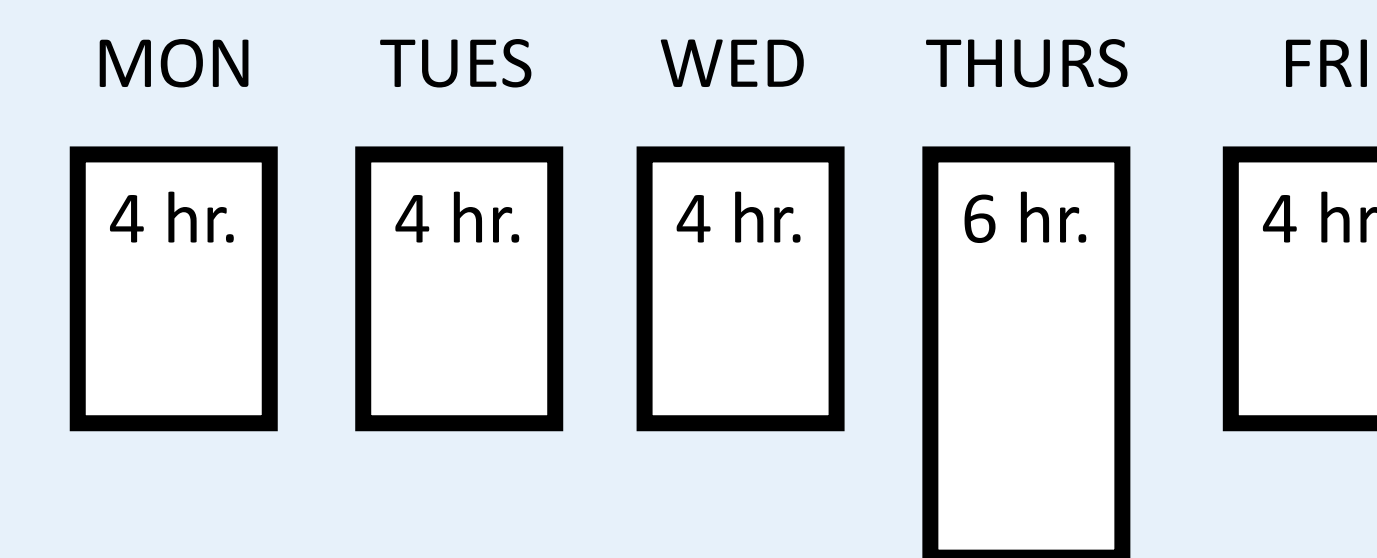 MON TUES WED THURS FRI
4 hr. 4 hr. 4 hr. 6 hr. 4 hr